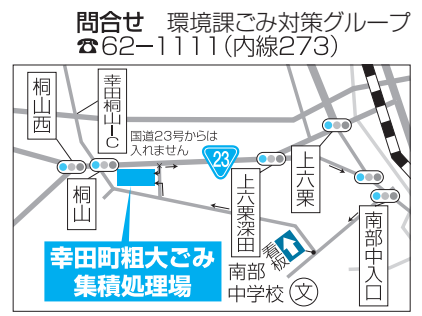 問合せ　環境課ごみ対策グループ
☎62－1111（内線273）
桐山西
幸田桐山IC
国道23号からは
入れません
23
桐山
上六栗深田
上六栗
南部中入口
看板
南部
中学校
文
幸田町粗大ごみ
集積処理場